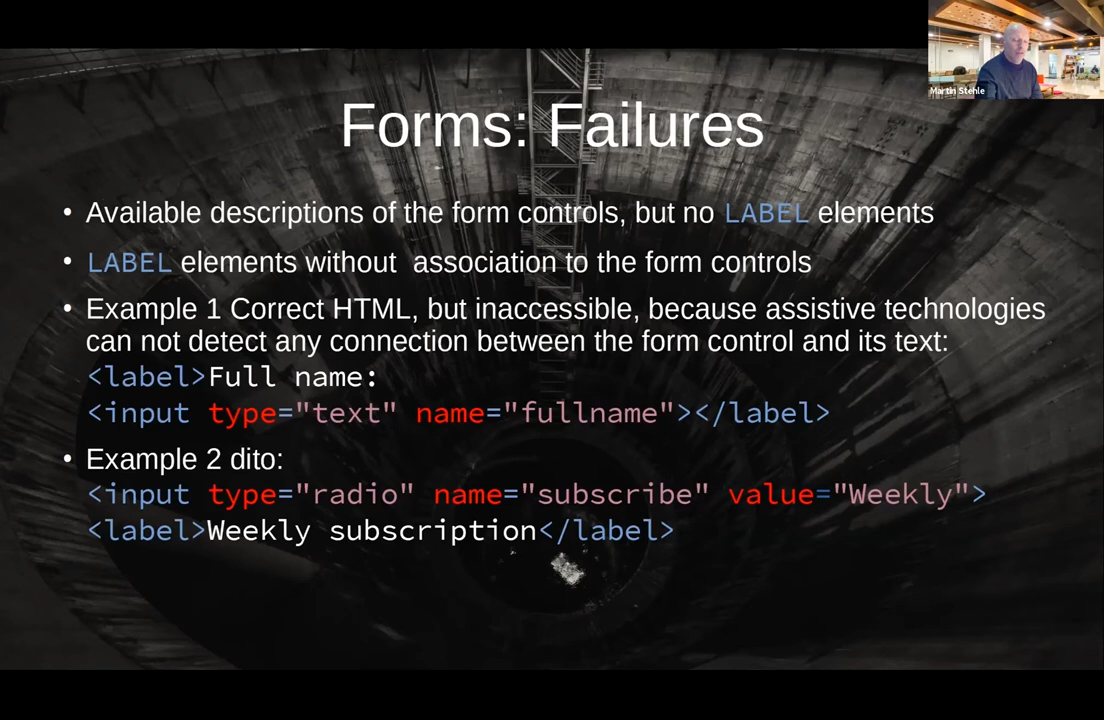 Martin Stehle
Forms: Failures
• Available descriptions of the form controls, but no LABEL elements
• LABEL elements without  association to the form controls
• Example 1 Correct HTML, but inaccessible, because assistive technologies
can not detect any connection between the form control and its text:
<label>Full name:
<input type="text" name="fullname"></label>
• Example 2 dito:
<input type="radio" name="subscribe" value="Weekly">
<label>Weekly subscription</label>